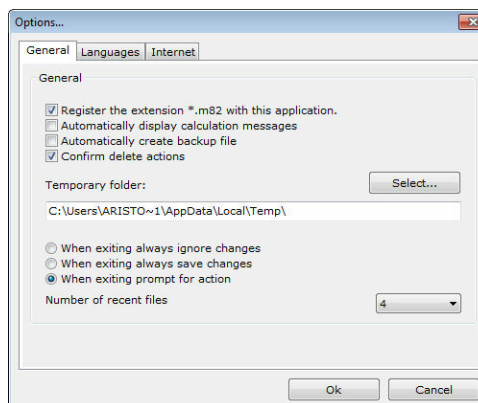 Options...
General Languages Internet
General
Register the extension *.m82 with this application.
Automatically display calculation messages
Automatically create backup file
Confirm delete actions
Temporary folder: Select...
C:\Users\ARISTO~1\AppData\Local\Temp\
When exiting always ignore changes
When exiting always save changes
When exiting prompt for action
Number of recent files 4
Ok Cancel